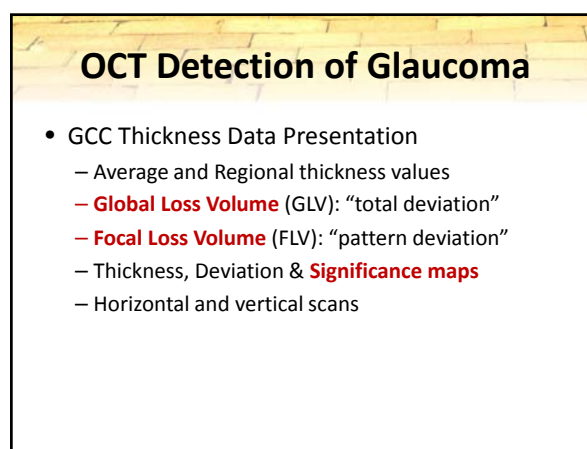 OCT Detection of Glaucoma
• GCC Thickness Data Presentation
– Average and Regional thickness values
– Global Loss Volume (GLV): “total deviation”
– Focal Loss Volume (FLV): “pattern deviation”
– Thickness, Deviation & Significance maps
– Horizontal and vertical scans